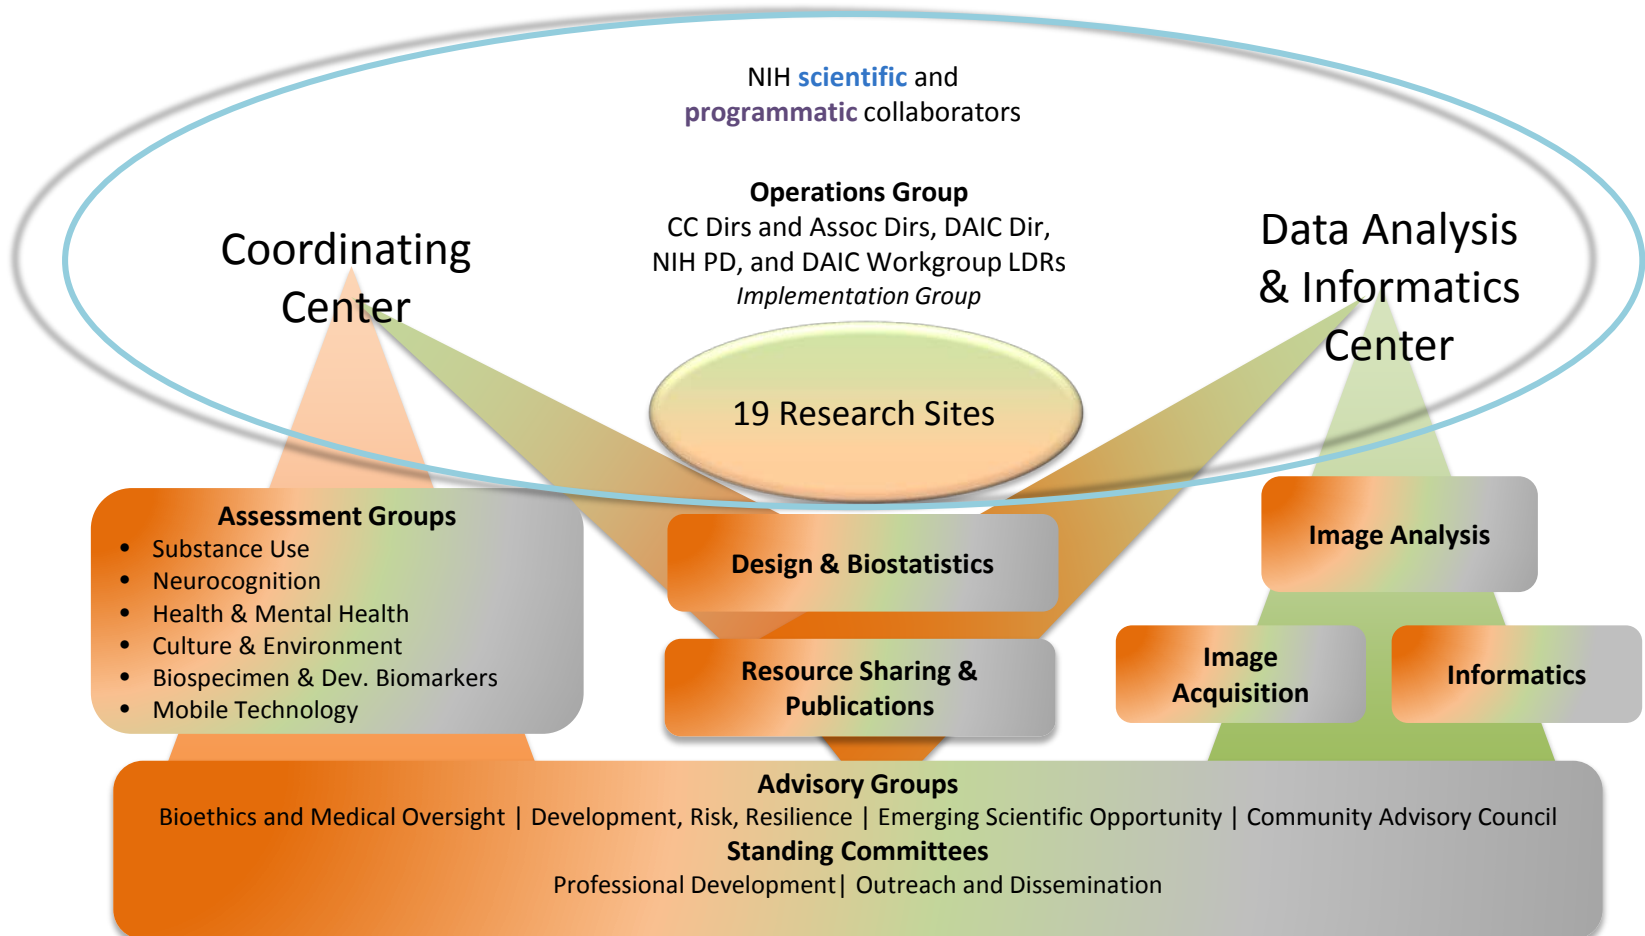 NIH scientific and
programmatic collaborators
Operations Group
CC Dirs and Assoc Dirs, DAIC Dir,
NIH PD, and DAIC Workgroup LDRs
Implementation Group
Coordinating
Center
Data Analysis
& Informatics
Center
19 Research Sites
Assessment Groups
• Substance Use
• Neurocognition
• Health & Mental Health
• Culture & Environment
• Biospecimen & Dev. Biomarkers
• Mobile Technology
Design & Biostatistics
Resource Sharing &
Publications
Image Analysis
Image
Acquisition
Informatics
Advisory Groups
Bioethics and Medical Oversight | Development, Risk, Resilience | Emerging Scientific Opportunity | Community Advisory Council
Standing Committees
Professional Development| Outreach and Dissemination